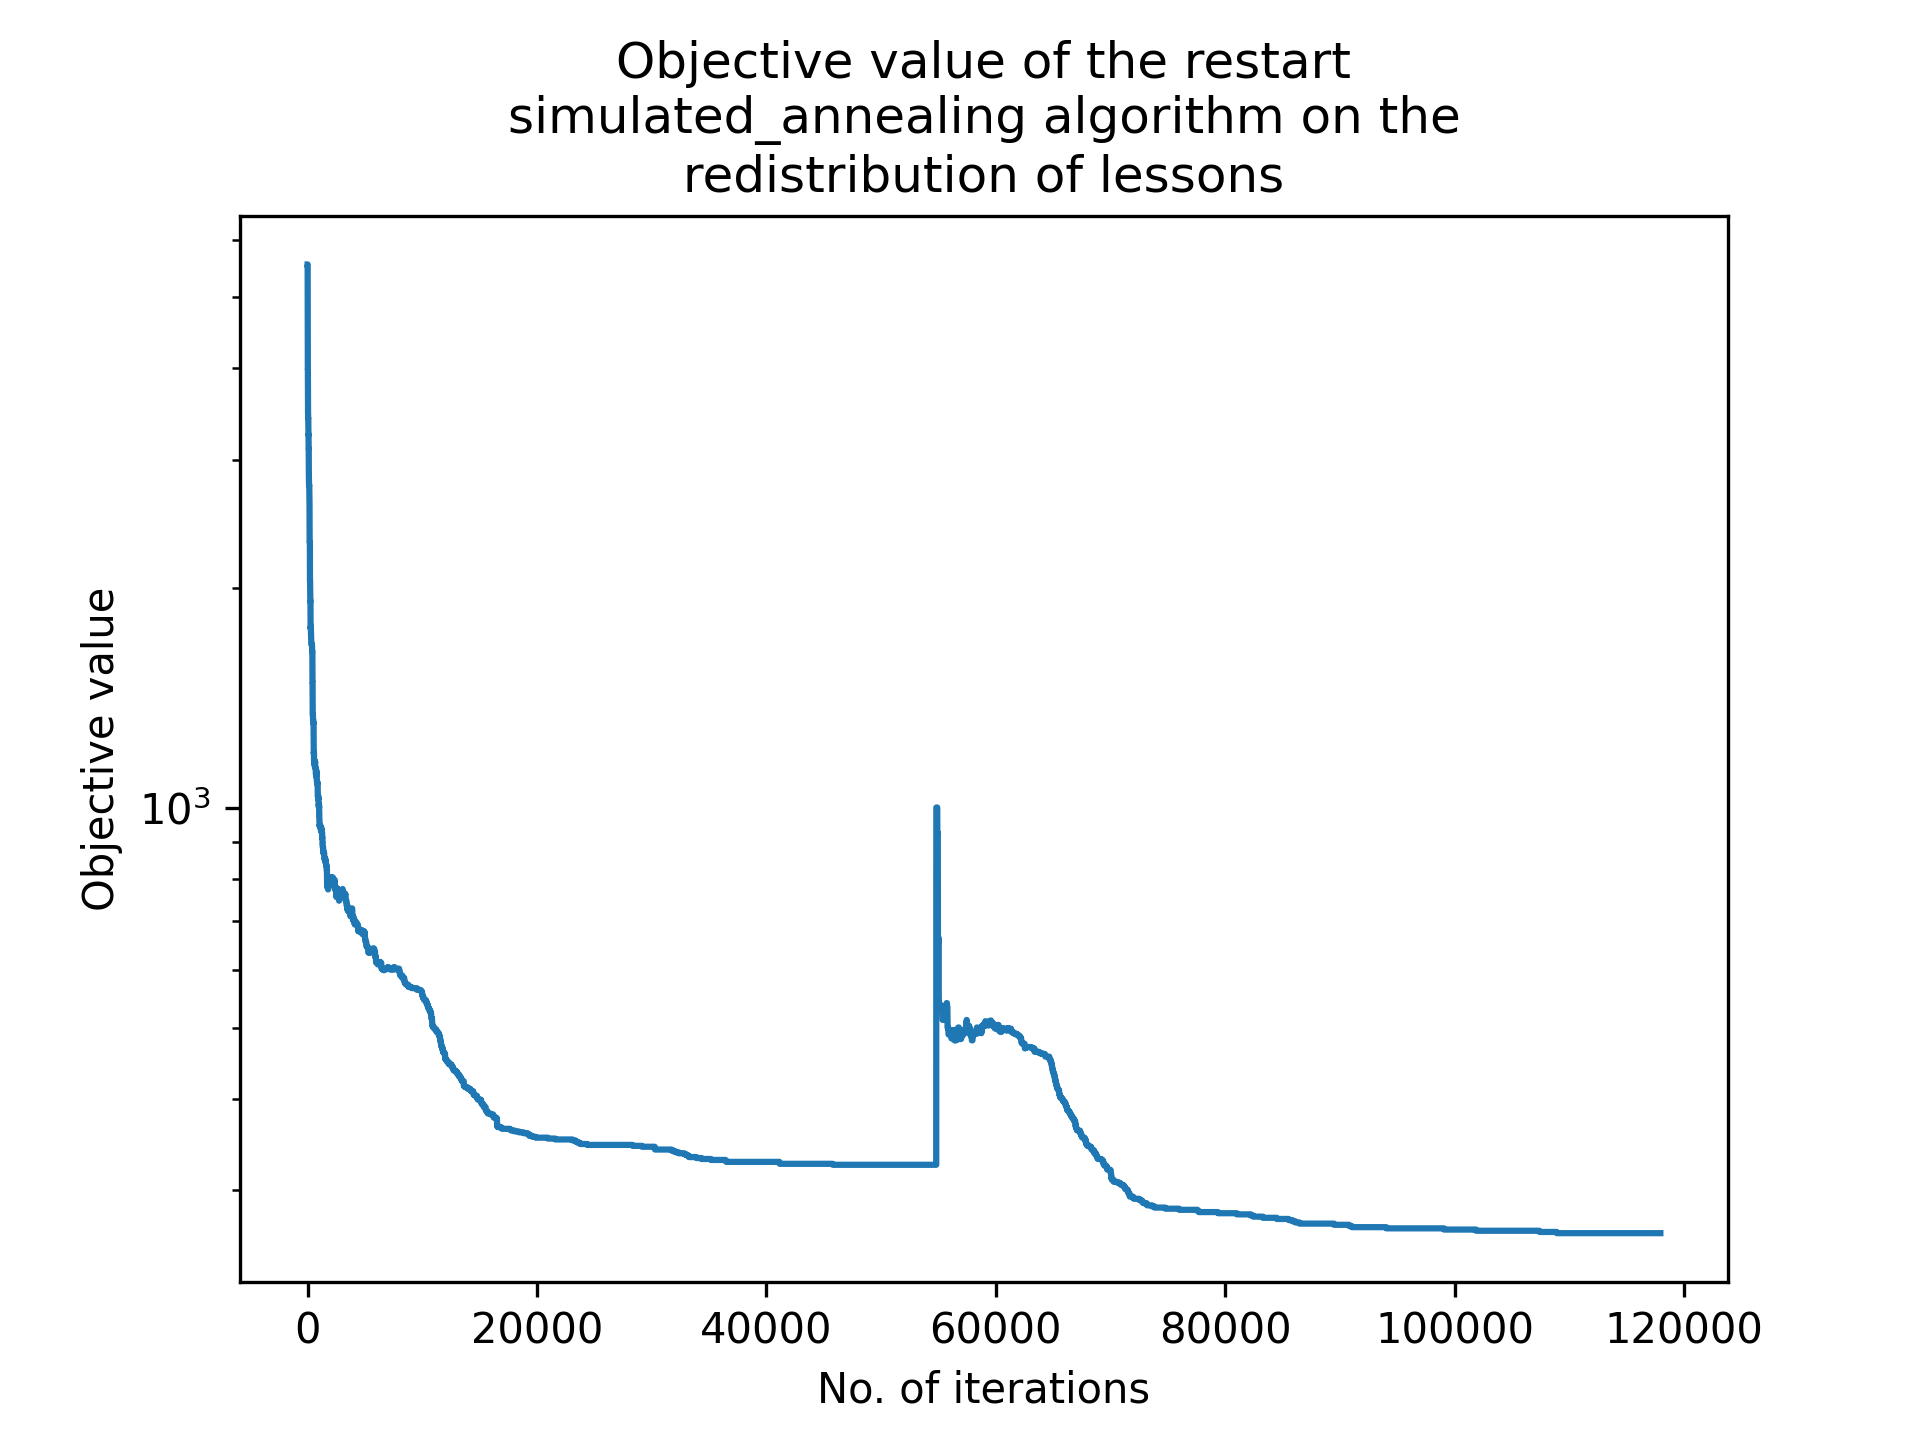 Objective value of the restart
simulated_annealing algorithm on the
redistribution of lessons
Objective value
10³
0 20000 40000 60000 80000 100000 120000
No. of iterations